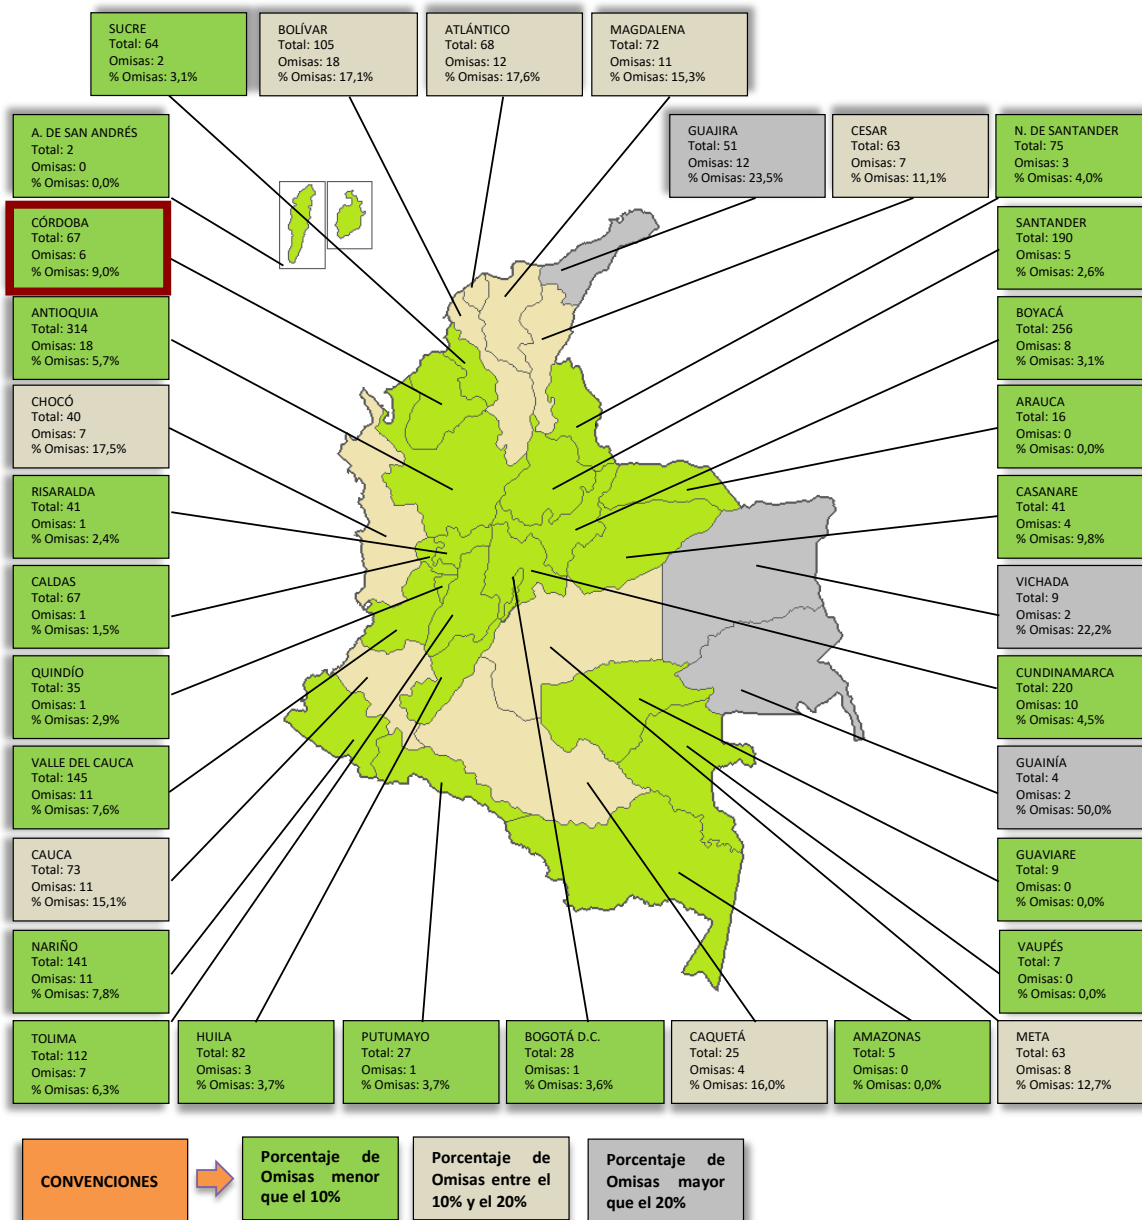 SUCRE
Total: 64
Omisas: 2
% Omisas: 3,1%
BOLÍVAR
Total: 105
Omisas: 18
% Omisas: 17,1%
ATLÁNTICO
Total: 68
Omisas: 12
% Omisas: 17,6%
MAGDALENA
Total: 72
Omisas: 11
% Omisas: 15,3%
A. DE SAN ANDRÉS
Total: 2
Omisas: 0
% Omisas: 0,0%
GUAJIRA
Total: 51
Omisas: 12
% Omisas: 23,5%
CESAR
Total: 63
Omisas: 7
% Omisas: 11,1%
N. DE SANTANDER
Total: 75
Omisas: 3
% Omisas: 4,0%
CÓRDOBA
Total: 67
Omisas: 6
% Omisas: 9,0%
SANTANDER
Total: 190
Omisas: 5
% Omisas: 2,6%
ANTIOQUIA
Total: 314
Omisas: 18
% Omisas: 5,7%
BOYACÁ
Total: 256
Omisas: 8
% Omisas: 3,1%
CHOCÓ
Total: 40
Omisas: 7
% Omisas: 17,5%
ARAUCA
Total: 16
Omisas: 0
% Omisas: 0,0%
RISARALDA
Total: 41
Omisas: 1
% Omisas: 2,4%
CASANARE
Total: 41
Omisas: 4
% Omisas: 9,8%
CALDAS
Total: 67
Omisas: 1
% Omisas: 1,5%
VICHADA
Total: 9
Omisas: 2
% Omisas: 22,2%
QUINDÍO
Total: 35
Omisas: 1
% Omisas: 2,9%
CUNDINAMARCA
Total: 220
Omisas: 10
% Omisas: 4,5%
VALLE DEL CAUCA
Total: 145
Omisas: 11
% Omisas: 7,6%
GUAINÍA
Total: 4
Omisas: 2
% Omisas: 50,0%
CAUCA
Total: 73
Omisas: 11
% Omisas: 15,1%
GUAVIARE
Total: 9
Omisas: 0
% Omisas: 0,0%
NARIÑO
Total: 141
Omisas: 11
% Omisas: 7,8%
VAUPÉS
Total: 7
Omisas: 0
% Omisas: 0,0%
TOLIMA
Total: 112
Omisas: 7
% Omisas: 6,3%
HUILA
Total: 82
Omisas: 3
% Omisas: 3,7%
PUTUMAYO
Total: 27
Omisas: 1
% Omisas: 3,7%
BOGOTÁ D.C.
Total: 28
Omisas: 1
% Omisas: 3,6%
CAQUETÁ
Total: 25
Omisas: 4
% Omisas: 16,0%
AMAZONAS
Total: 5
Omisas: 0
% Omisas: 0,0%
META
Total: 63
Omisas: 8
% Omisas: 12,7%
CONVENCIONES
Porcentaje de
Omisas menor
que el 10%
Porcentaje de
Omisas entre el
10% y el 20%
Porcentaje de
Omisas mayor
que el 20%